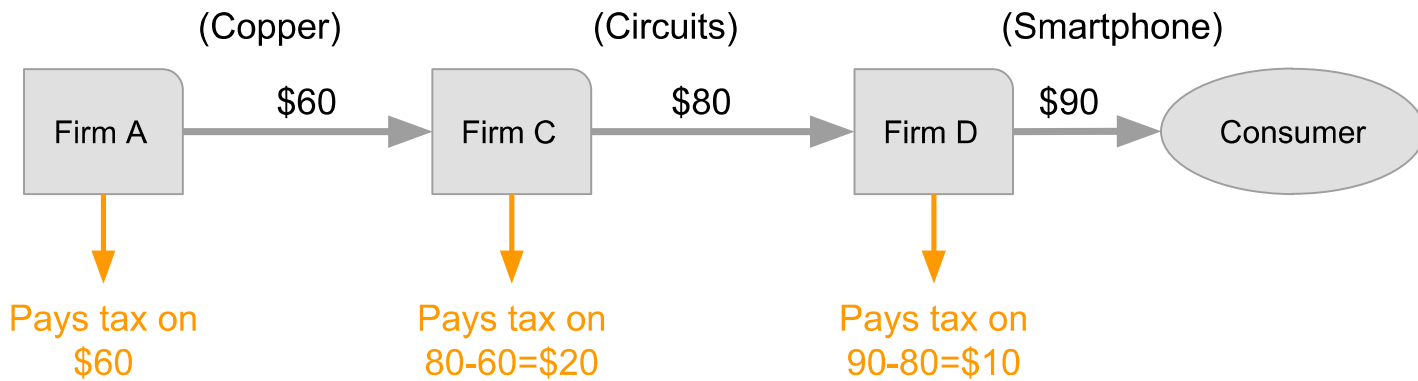 (Copper) (Circuits) (Smartphone)
$60 $80 $90
Firm A Firm C Firm D Consumer
Pays tax on Pays tax on Pays tax on
$60 80-60=$20 90-80=$10